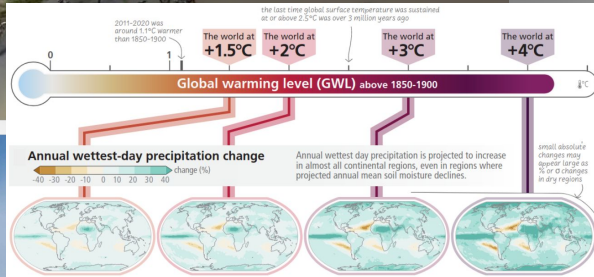 the last time global surface temperature was sustained
at or above 2.5°C was over 3 million years ago
2011-2020 was
around 1.1°C warmer
than 1850-1900
The world at
+1.5°C
The world at
+2°C
The world at
+3°C
The world at
+4°C
0
1
Global warming level (GWL) above 1850-1900
°C
Annual wettest-day precipitation change
change (%)
-40 -30 -20 -10 0 10 20 30 40
Annual wettest day precipitation is projected to increase
in almost all continental regions, even in regions where
projected annual mean soil moisture declines.
small absolute
changes may
appear large as
% or σ changes
in dry regions